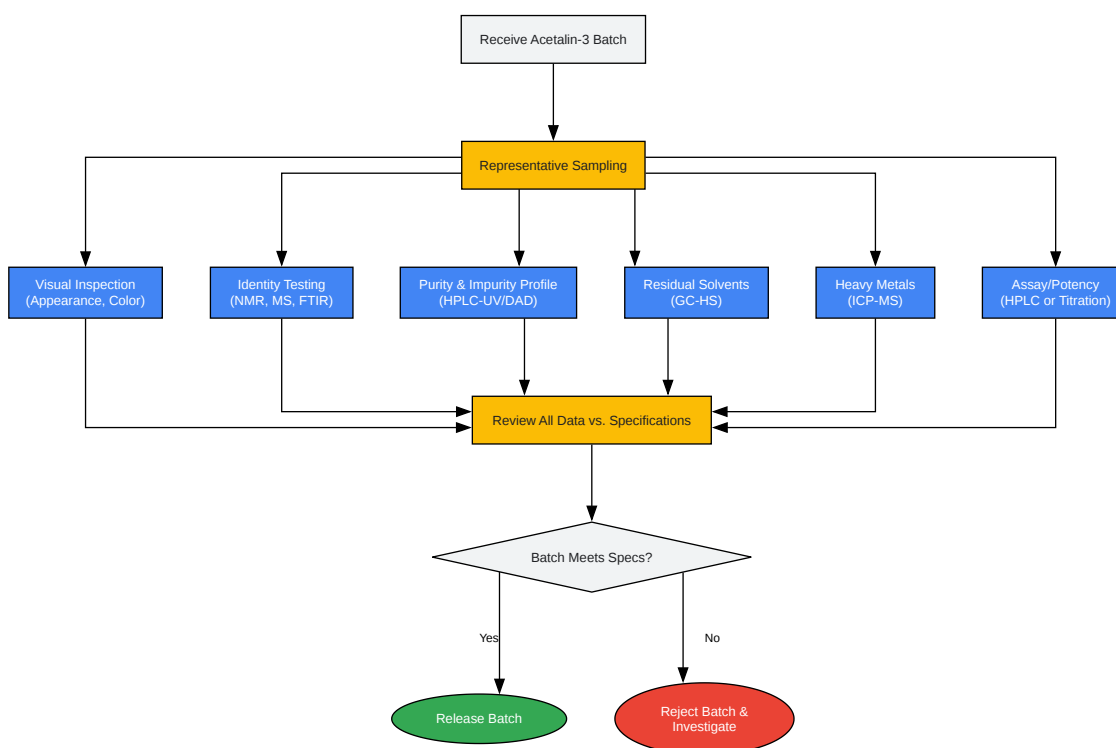 Receive Acetalin-3 Batch
Representative Sampling
Visual Inspection
(Appearance, Color)
Identity Testing
(NMR, MS, FTIR)
Purity & Impurity Profile
(HPLC-UV/DAD)
Residual Solvents
(GC-HS)
Heavy Metals
(ICP-MS)
Assay/Potency
(HPLC or Titration)
Review All Data vs. Specifications
Batch Meets Specs?
Yes
No
Release Batch
Reject Batch &
Investigate